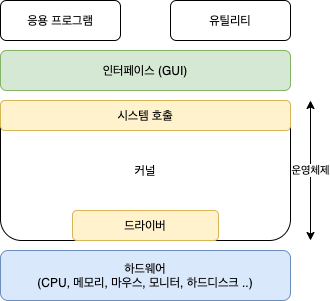 응용 프로그램
유틸리티
인터페이스 (GUI)
시스템 호출
커널
운영체제
드라이버
하드웨어
(CPU, 메모리, 마우스, 모니터, 하드디스크 ..)